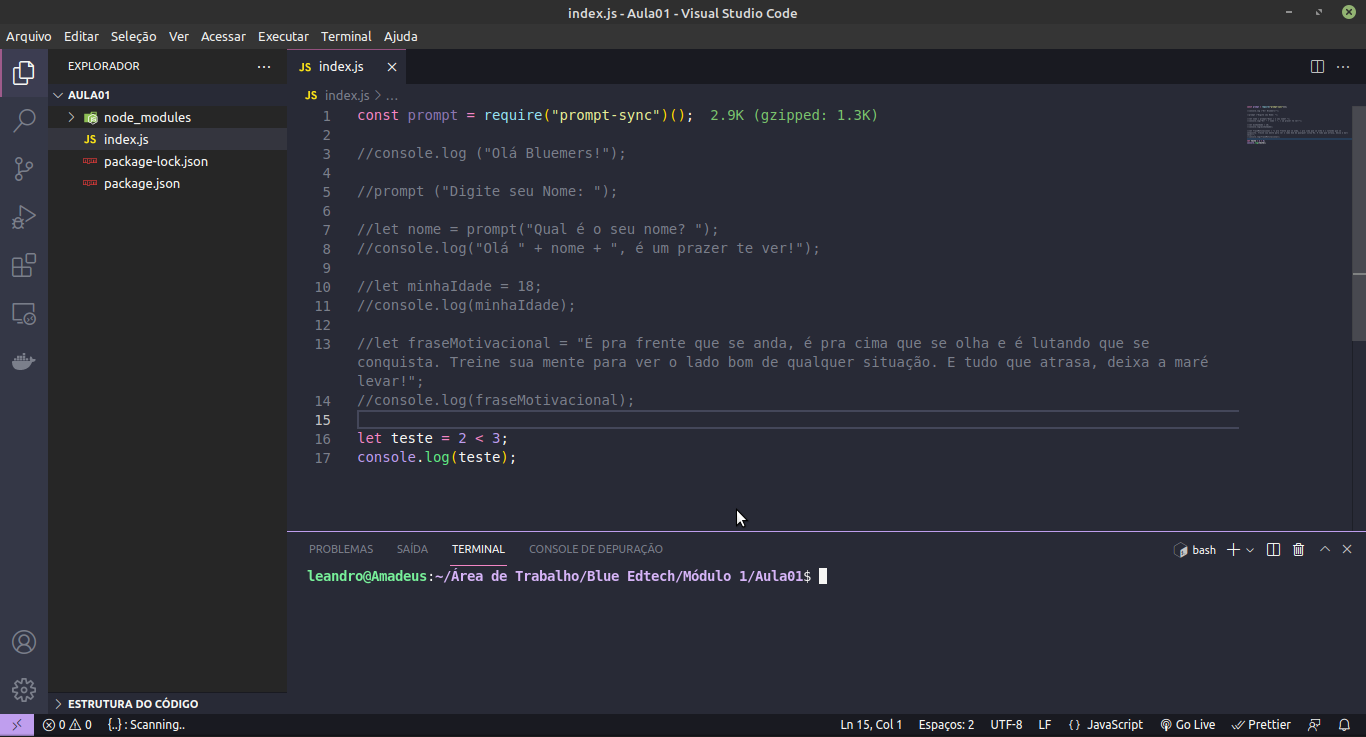 index.js - Aula01 - Visual Studio Code
Arquivo Editar Seleção Ver Acessar Executar Terminal Ajuda
EXPLORADOR
AULA01
node_modules
JS index.js
package-lock.json
package.json
ESTRUTURA DO CÓDIGO
JS index.js
JS index.js > ...
1 const prompt = require("prompt-sync")(); 2.9K (gzipped: 1.3K)
2
3 //console.log ("Olá Bluemers!");
4
5 //prompt ("Digite seu Nome: ");
6
7 //let nome = prompt("Qual é o seu nome? ");
8 //console.log("Olá " + nome + ", é um prazer te ver!");
9
10 //let minhaIdade = 18;
11 //console.log(minhaIdade);
12
13 //let fraseMotivacional = "É pra frente que se anda, é pra cima que se olha e é lutando que se
conquista. Treine sua mente para ver o lado bom de qualquer situação. E tudo que atrasa, deixa a maré
levar!";
14 //console.log(fraseMotivacional);
15
16 let teste = 2 < 3;
17 console.log(teste);
PROBLEMAS SAÍDA TERMINAL CONSOLE DE DEPURAÇÃO bash
leandro@Amadeus:~/Área de Trabalho/Blue Edtech/Módulo 1/Aula01$
0 0 {..} : Scanning.. Ln 15, Col 1 Espaços: 2 UTF-8 LF {} JavaScript Go Live Prettier